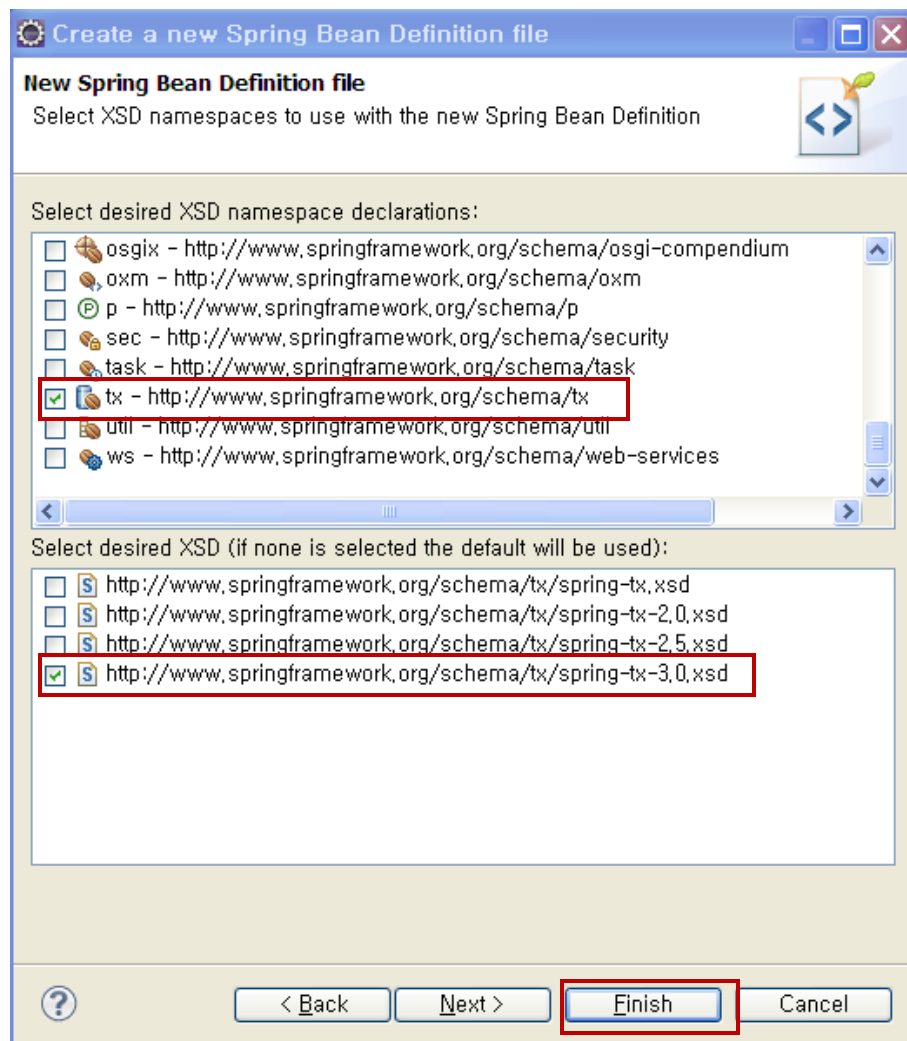 Create a new Spring Bean Definition file
New Spring Bean Definition file
Select XSD namespaces to use with the new Spring Bean Definition
Select desired XSD namespace declarations:
osgix - http://www.springframework.org/schema/osgi-compendium
oxm - http://www.springframework.org/schema/oxm
p - http://www.springframework.org/schema/p
sec - http://www.springframework.org/schema/security
task - http://www.springframework.org/schema/task
tx - http://www.springframework.org/schema/tx
util - http://www.springframework.org/schema/util
ws - http://www.springframework.org/schema/web-services
Select desired XSD (if none is selected the default will be used):
http://www.springframework.org/schema/tx/spring-tx.xsd
http://www.springframework.org/schema/tx/spring-tx-2.0.xsd
http://www.springframework.org/schema/tx/spring-tx-2.5.xsd
http://www.springframework.org/schema/tx/spring-tx-3.0.xsd
? < Back Next > Finish Cancel